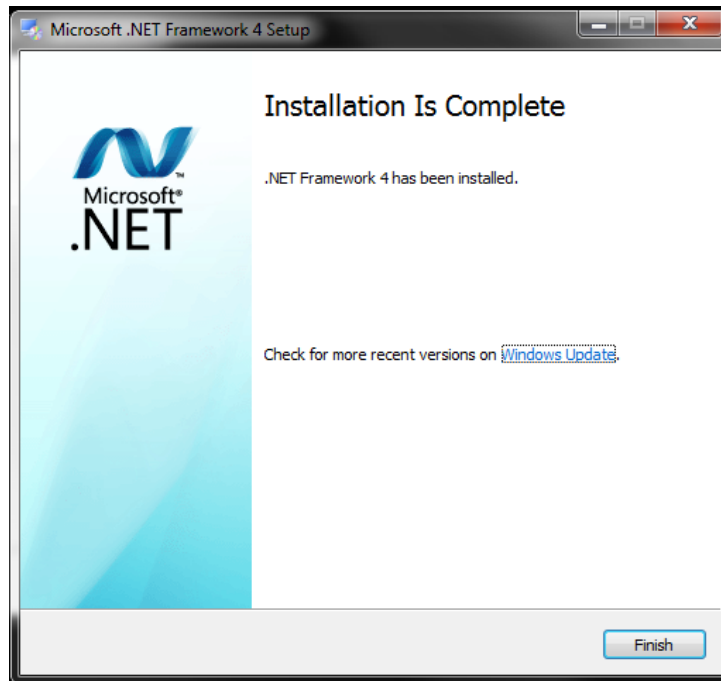 Microsoft .NET Framework 4 Setup
Installation Is Complete
Microsoft®
.NET
.NET Framework 4 has been installed.
Check for more recent versions on Windows Update.
Finish